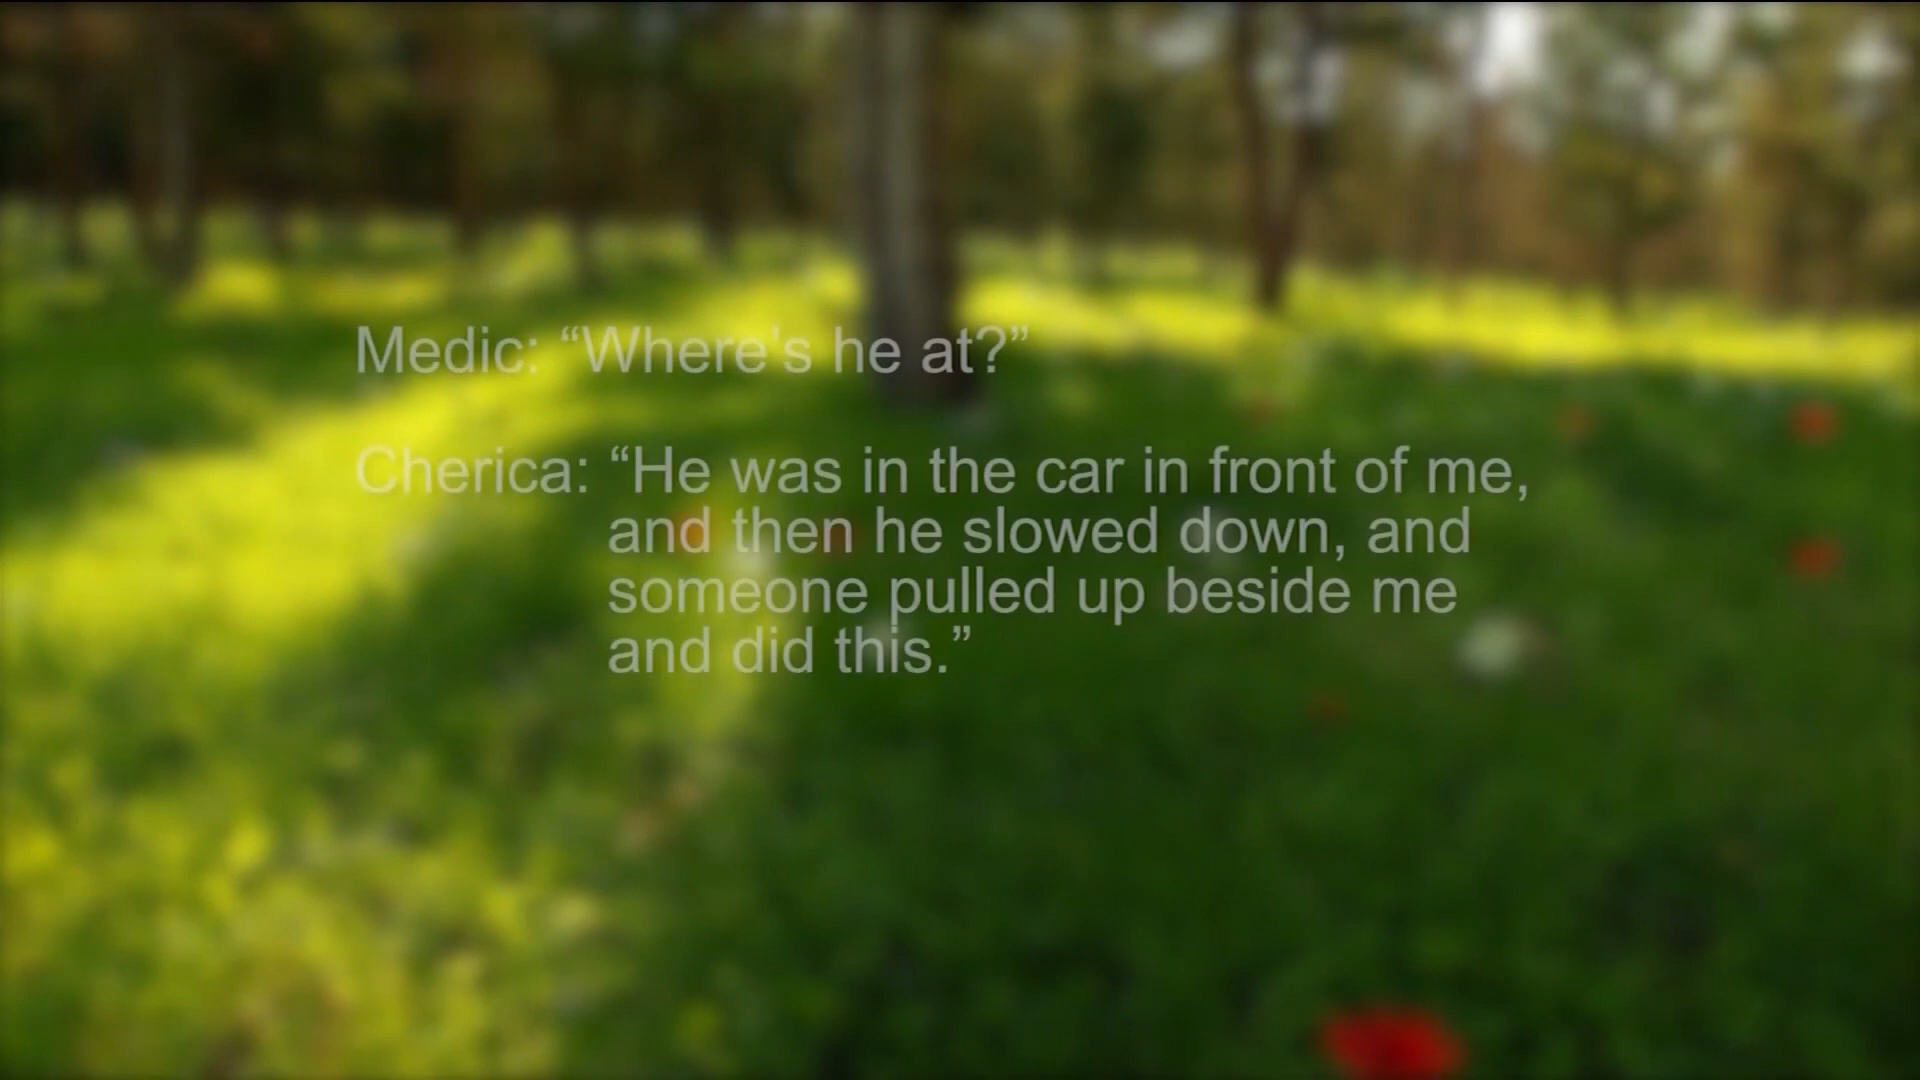 Medic: “Where's he at?”
Cherica: “He was in the car in front of me,
and then he slowed down, and
someone pulled up beside me
and did this.”